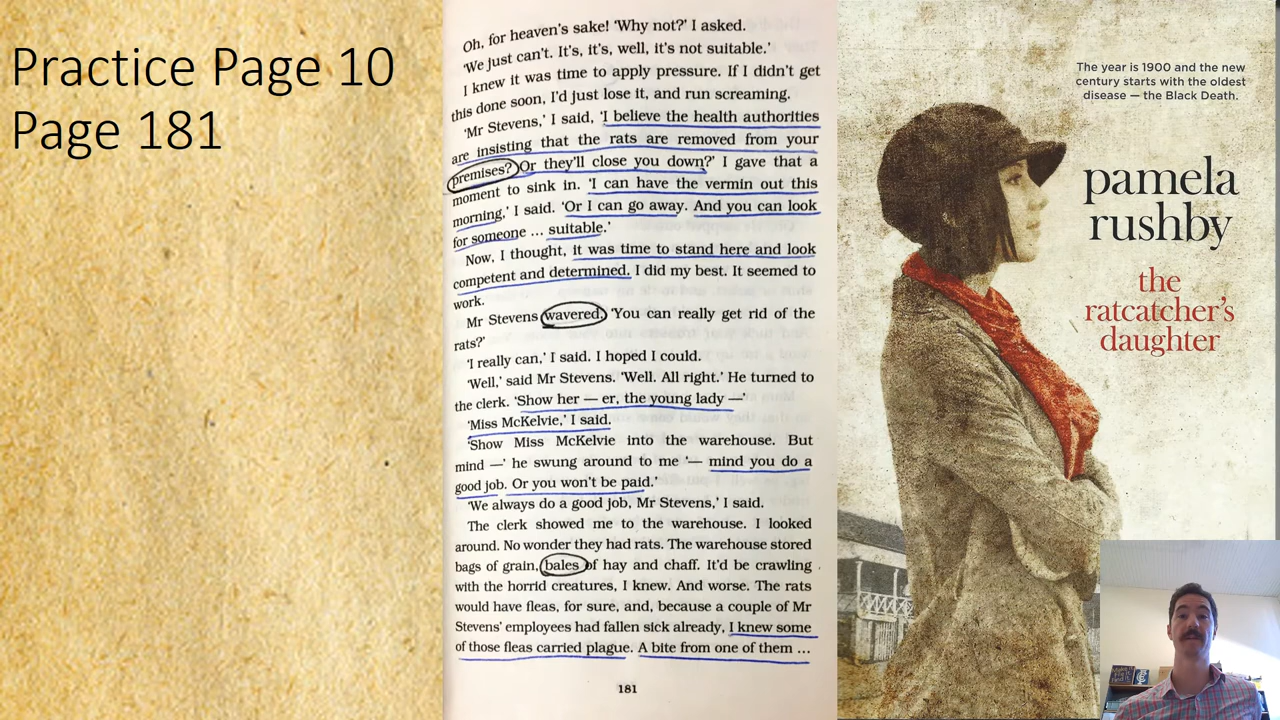 Practice Page 10
Page 181
Oh, for heaven's sake! 'Why not?' I asked.
'We just can't. It's, it's, well, it's not suitable.'
I knew it was time to apply pressure. If I didn't get
this done soon, I'd just lose it, and run screaming.
'Mr Stevens,' I said, 'I believe the health authorities
are insisting that the rats are removed from your
premises? Or they'll close you down?' I gave that a
moment to sink in. 'I can have the vermin out this
morning,' I said. 'Or I can go away. And you can look
for someone ... suitable.'
Now, I thought, it was time to stand here and look
competent and determined. I did my best. It seemed to
work.
Mr Stevens wavered. 'You can really get rid of the
rats?'
'I really can,' I said. I hoped I could.
'Well,' said Mr Stevens. 'Well. All right.' He turned to
the clerk. 'Show her — er, the young lady —'
'Miss McKelvie,' I said.
'Show Miss McKelvie into the warehouse. But
mind —' he swung around to me '— mind you do a
good job. Or you won't be paid.'
'We always do a good job, Mr Stevens,' I said.
The clerk showed me to the warehouse. I looked
around. No wonder they had rats. The warehouse stored
bags of grain, bales of hay and chaff. It'd be crawling
with the horrid creatures, I knew. And worse. The rats
would have fleas, for sure, and, because a couple of Mr
Stevens' employees had fallen sick already, I knew some
of those fleas carried plague. A bite from one of them ...
181
The year is 1900 and the new
century starts with the oldest
disease — the Black Death.
pamela
rushby
the
ratcatcher's
daughter